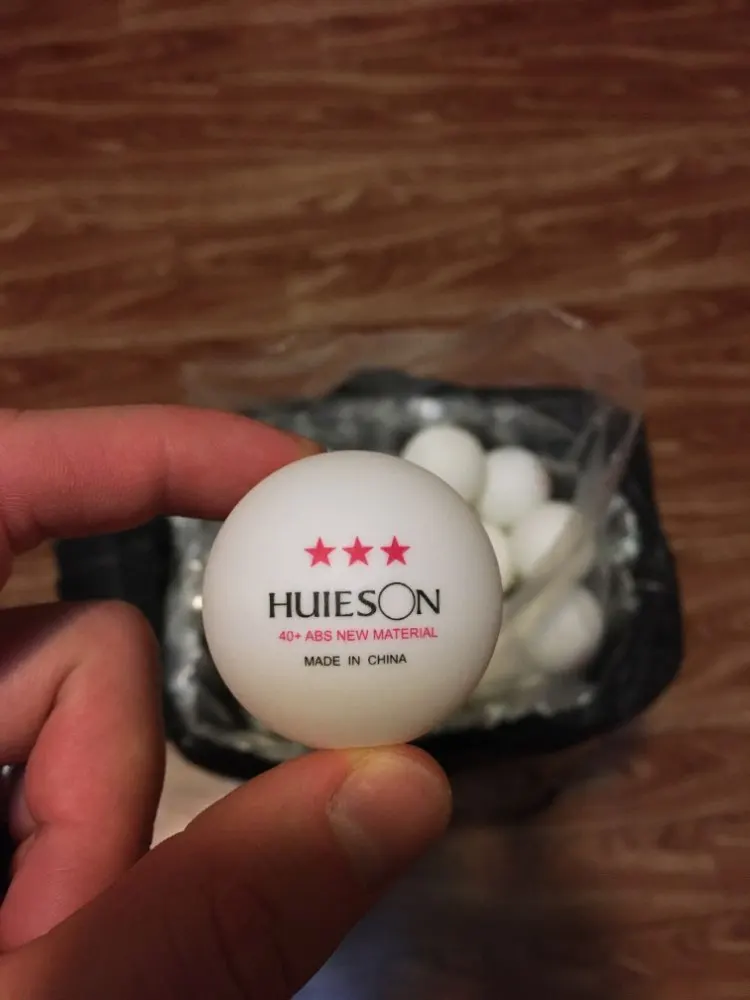 ★★★
HUIESON
40+ ABS NEW MATERIAL
MADE IN CHINA